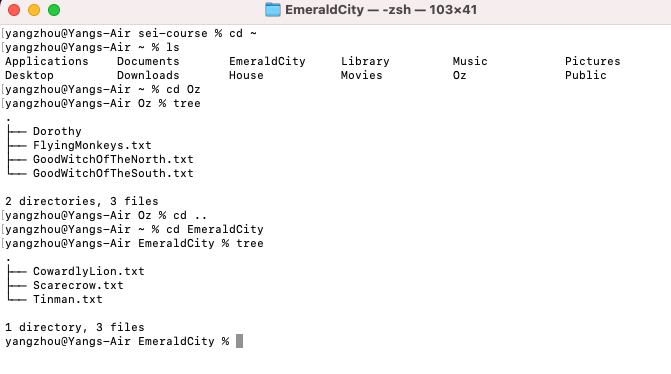 EmeraldCity — -zsh — 103×41
[yangzhou@Yangs-Air sei-course % cd ~
[yangzhou@Yangs-Air ~ % ls
Applications Documents EmeraldCity Library Music Pictures
Desktop Downloads House Movies Oz Public
[yangzhou@Yangs-Air ~ % cd Oz
[yangzhou@Yangs-Air Oz % tree
.
├── Dorothy
├── FlyingMonkeys.txt
├── GoodWitchOfTheNorth.txt
└── GoodWitchOfTheSouth.txt
2 directories, 3 files
[yangzhou@Yangs-Air Oz % cd ..
[yangzhou@Yangs-Air ~ % cd EmeraldCity
[yangzhou@Yangs-Air EmeraldCity % tree
.
├── CowardlyLion.txt
├── Scarecrow.txt
└── Tinman.txt
1 directory, 3 files
yangzhou@Yangs-Air EmeraldCity %